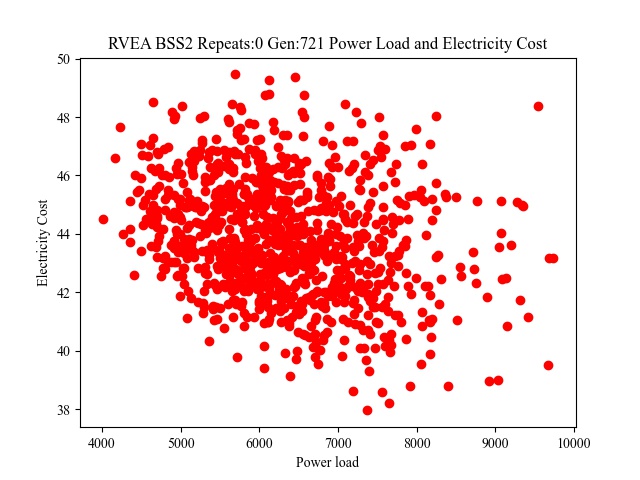 RVEA BSS2 Repeats:0 Gen:721 Power Load and Electricity Cost
50
48
46
44
42
40
38
Electricity Cost
4000 5000 6000 7000 8000 9000 10000
Power load